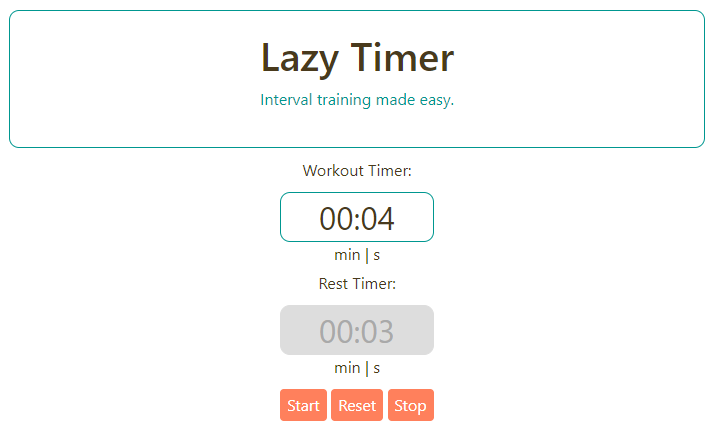 Lazy Timer
Interval training made easy.
Workout Timer:
00:04
min | s
Rest Timer:
00:03
min | s
Start Reset Stop